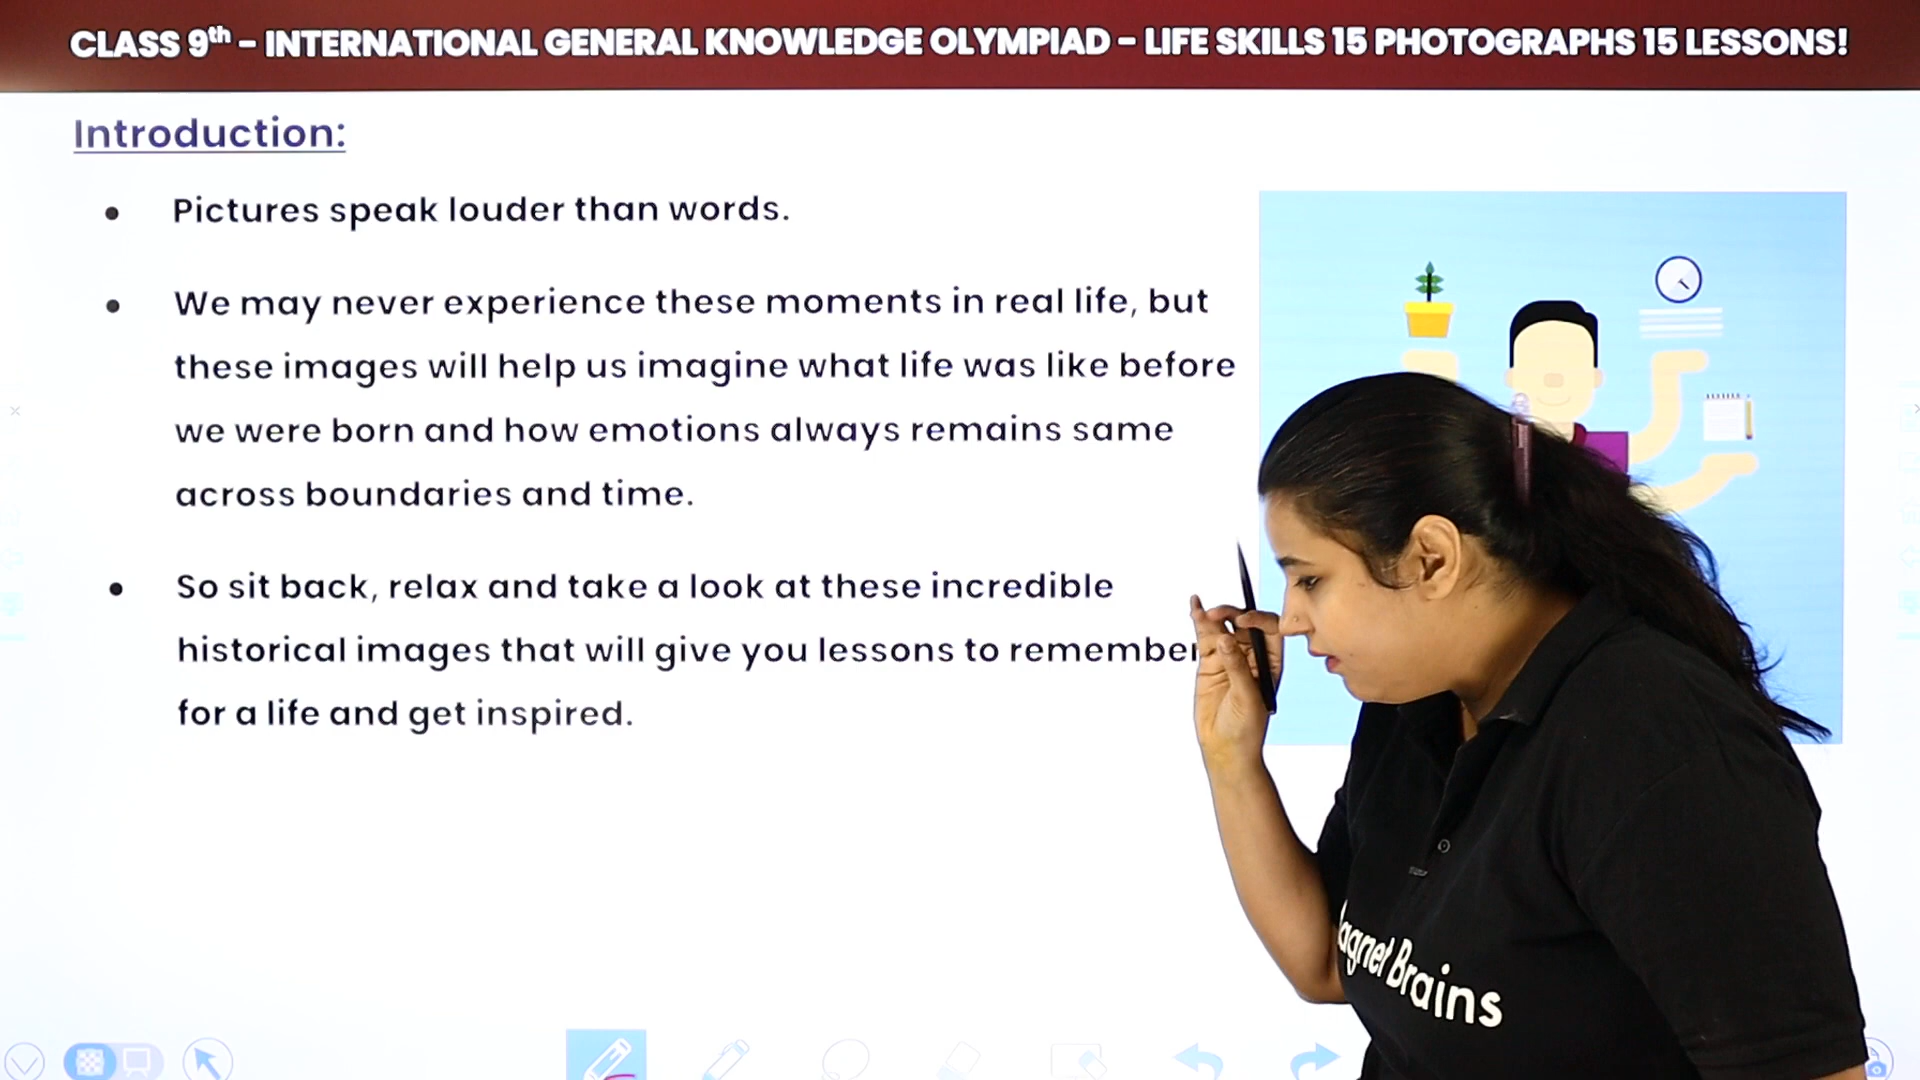 CLASS 9th - INTERNATIONAL GENERAL KNOWLEDGE OLYMPIAD - LIFE SKILLS 15 PHOTOGRAPHS 15 LESSONS!
Introduction:
• Pictures speak louder than words.
• We may never experience these moments in real life, but
these images will help us imagine what life was like before
we were born and how emotions always remains same
across boundaries and time.
• So sit back, relax and take a look at these incredible
historical images that will give you lessons to remember
for a life and get inspired.
agnet Brains